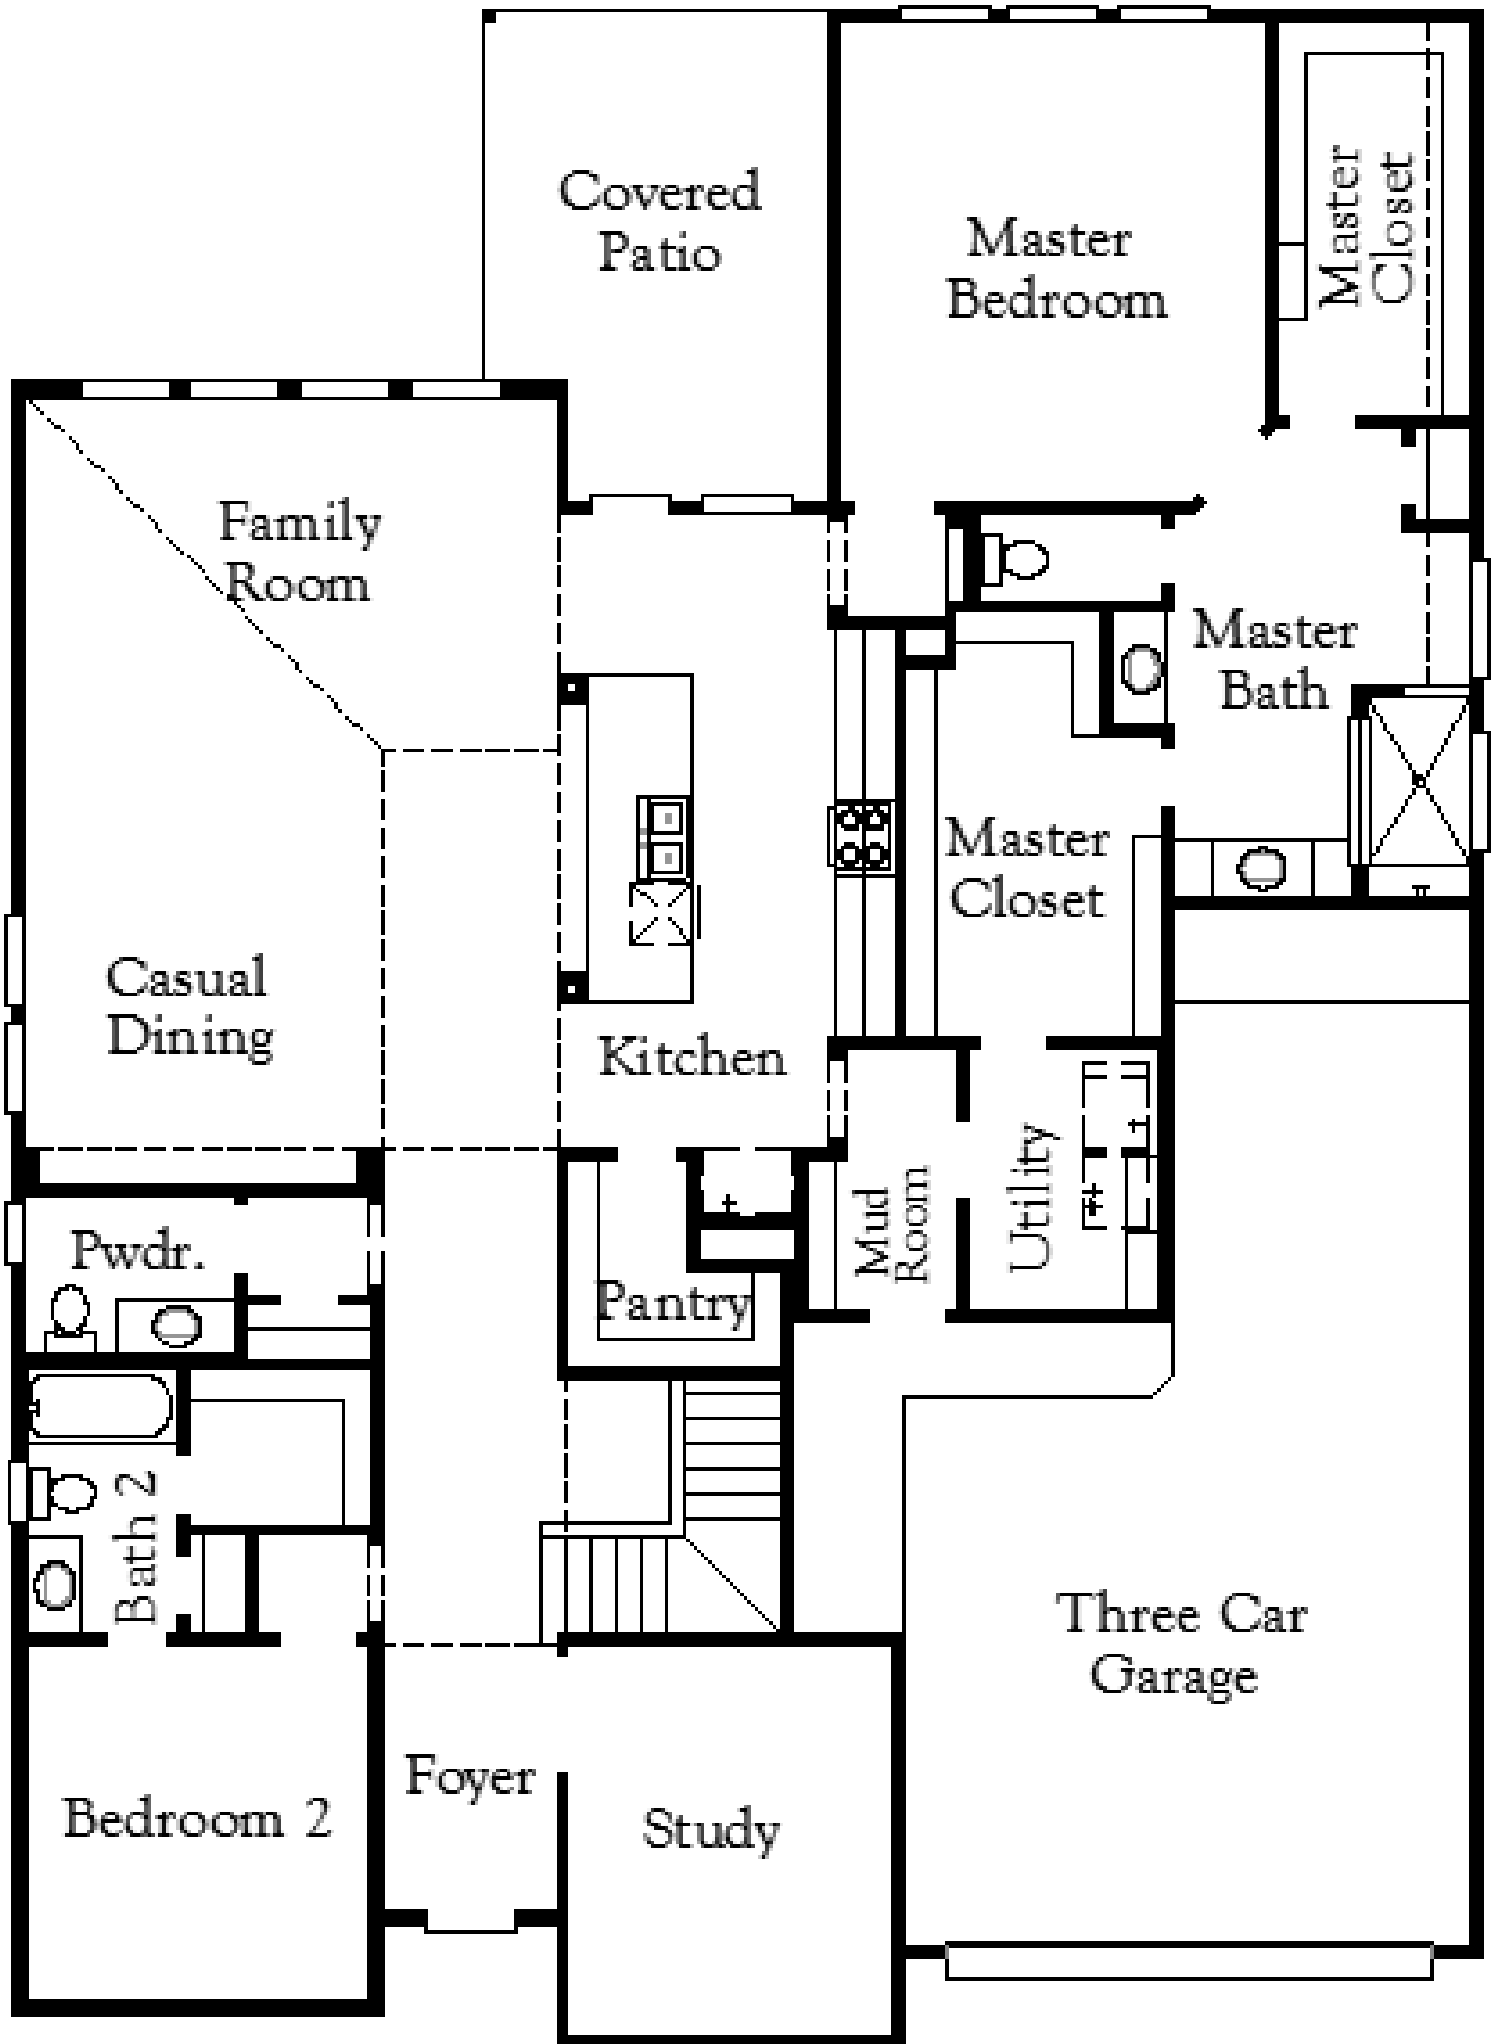 Covered
Patio
Master
Bedroom
Master
Closet
Family
Room
Master
Bath
Master
Closet
Casual
Dining
Kitchen
Mud
Room
Utility
Pwdr.
Pantry
Bath 2
Three Car
Garage
Foyer
Bedroom 2
Study